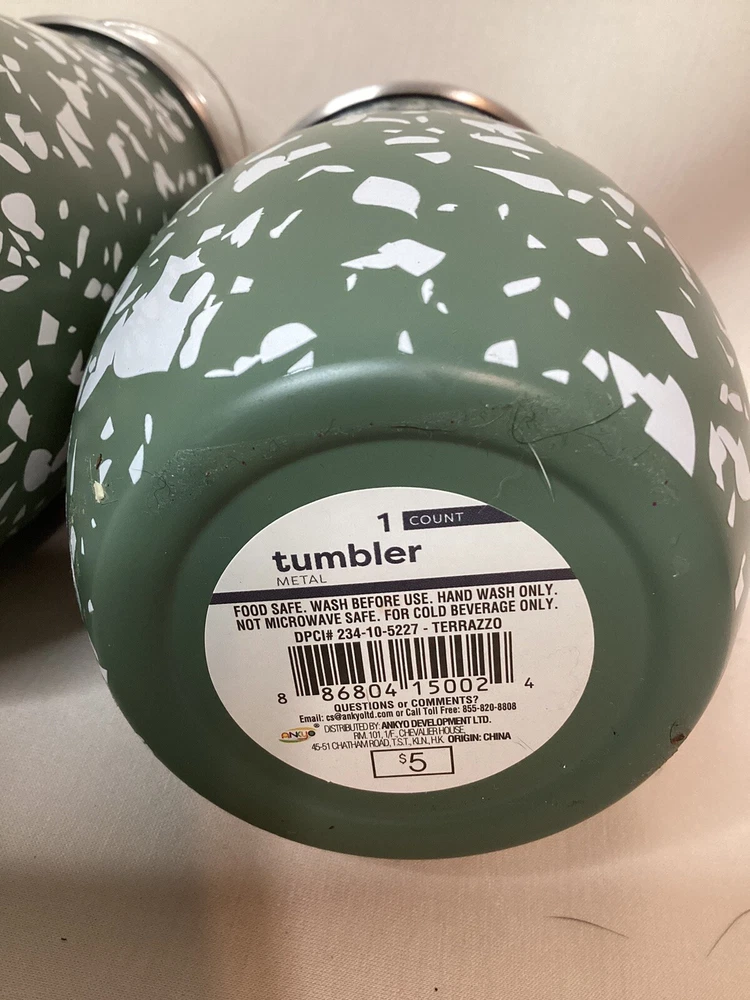 1 COUNT
tumbler
METAL
FOOD SAFE. WASH BEFORE USE. HAND WASH ONLY.
NOT MICROWAVE SAFE. FOR COLD BEVERAGE ONLY.
DPCI# 234-10-5227 - TERRAZZO
8 86804 15002 4
QUESTIONS or COMMENTS?
Email: cs@ankyoltd.com or Call Toll Free: 855-820-8808
ANKYO® DISTRIBUTED BY: ANKYO DEVELOPMENT LTD.
RM. 101, 1/F., CHEVALIER HOUSE,
45-51 CHATHAM ROAD, T.S.T., KLN., H.K. ORIGIN: CHINA
$5